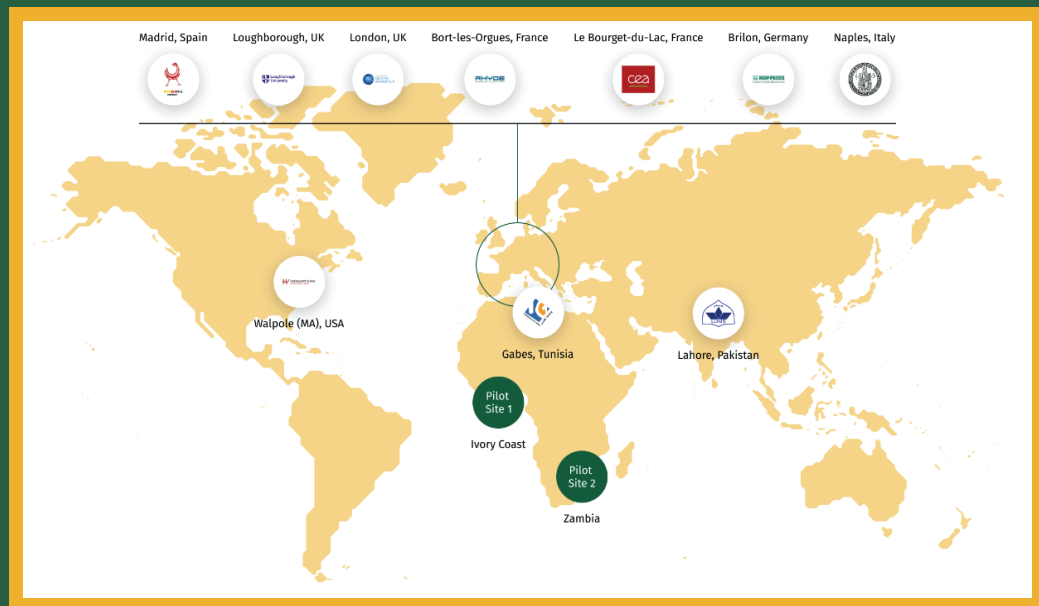 Madrid, Spain
Loughborough, UK
London, UK
Bort-les-Orgues, France
Le Bourget-du-Lac, France
Brilon, Germany
Naples, Italy
Loughborough
University
RHYDE
cea
HOPPECKE
Walpole (MA), USA
Gabes, Tunisia
Lahore, Pakistan
Pilot
Site 1
Ivory Coast
Pilot
Site 2
Zambia